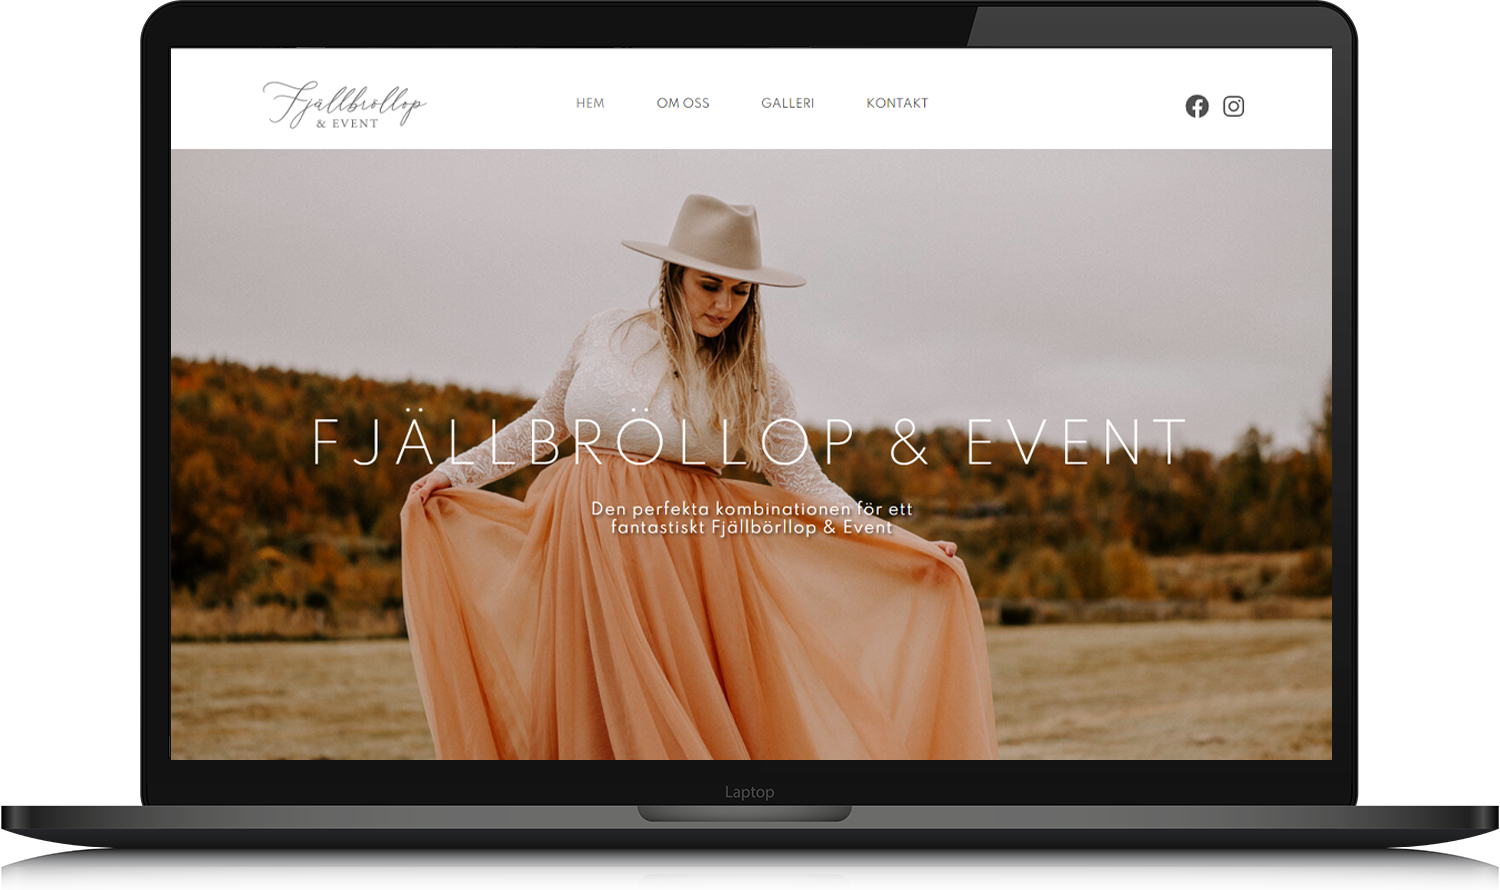 Fjällbröllop
& EVENT
HEM OM OSS GALLERI KONTAKT
FJÄLLBRÖLLOP & EVENT
Den perfekta kombinationen för ett
fantastiskt Fjällbörllop & Event
Laptop